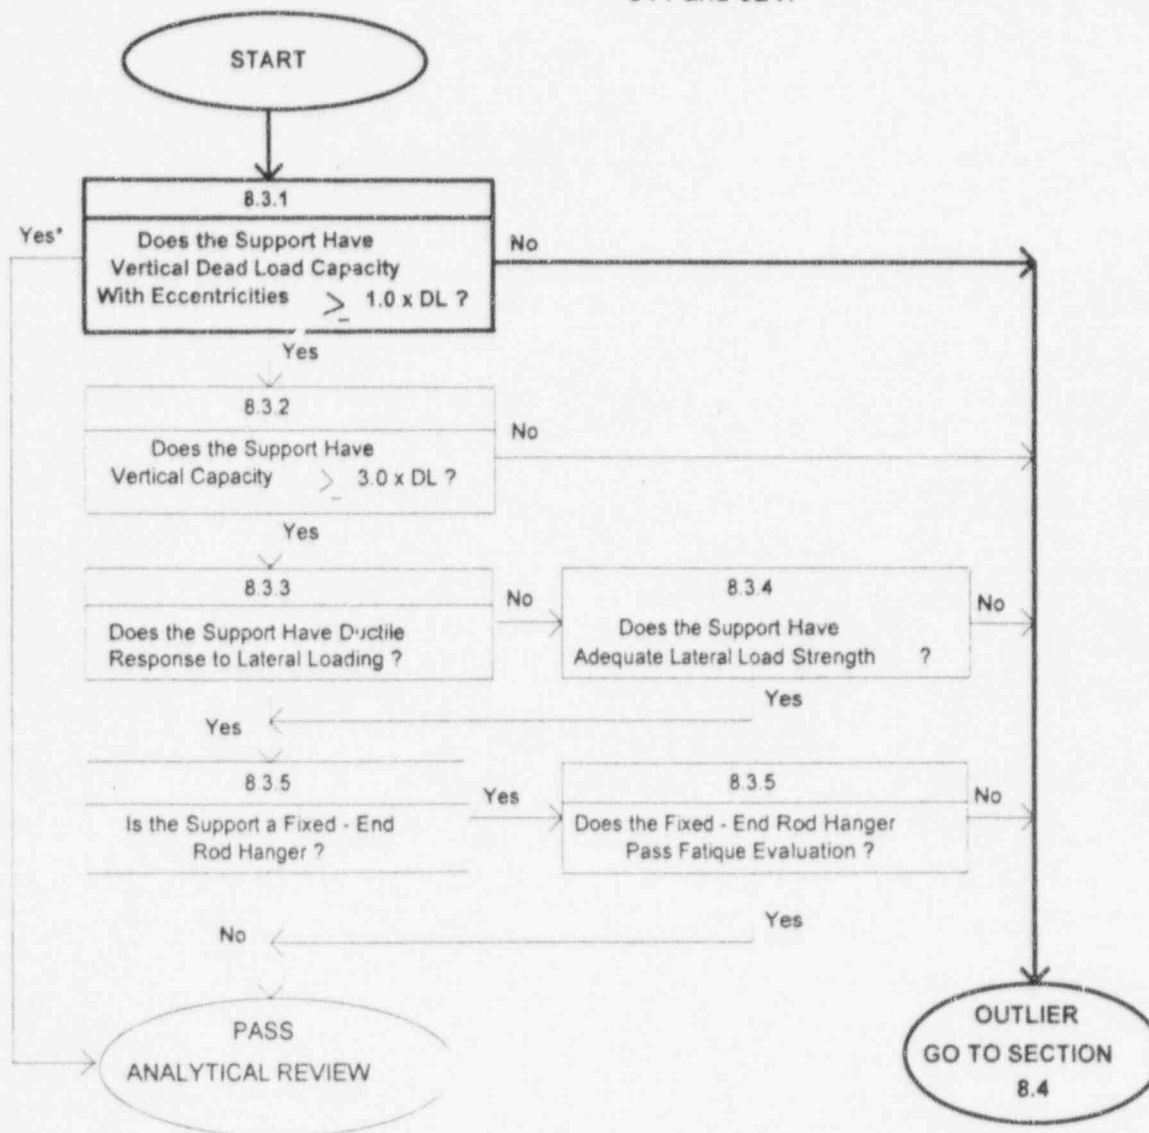 START
8.3.1
Yes*
Does the Support Have
Vertical Dead Load Capacity
With Eccentricities ≥ 1.0 x DL ?
No
Yes
8.3.2
Does the Support Have
Vertical Capacity ≥ 3.0 x DL ?
No
Yes
8.3.3
Does the Support Have Ductile
Response to Lateral Loading ?
No
8.3.4
Does the Support Have
Adequate Lateral Load Strength ?
No
Yes
Yes
8.3.5
Is the Support a Fixed - End
Rod Hanger ?
Yes
8.3.5
Does the Fixed - End Rod Hanger
Pass Fatique Evaluation ?
No
Yes
No
PASS
ANALYTICAL REVIEW
OUTLIER
GO TO SECTION
8.4